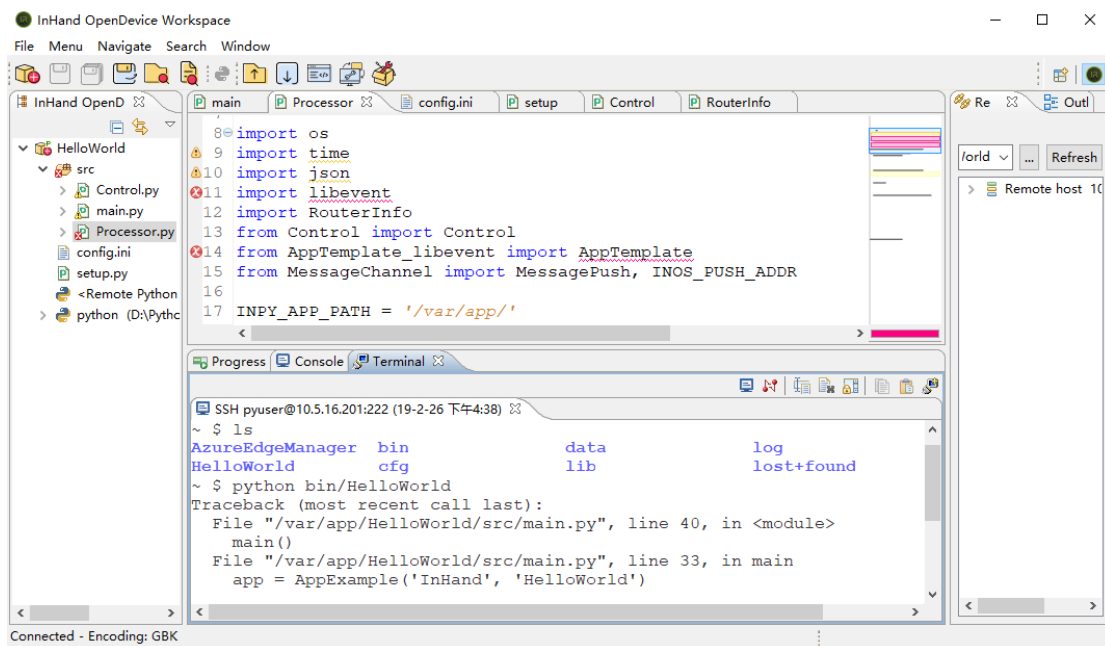 InHand OpenDevice Workspace
File Menu Navigate Search Window
InHand OpenD
HelloWorld
src
Control.py
main.py
Processor.py
config.ini
setup.py
<Remote Python
python (D:\Pythc
main Processor config.ini setup Control RouterInfo
8 import os
9 import time
10 import json
11 import libevent
12 import RouterInfo
13 from Control import Control
14 from AppTemplate_libevent import AppTemplate
15 from MessageChannel import MessagePush, INOS_PUSH_ADDR
16
17 INPY_APP_PATH = '/var/app/'
Progress Console Terminal
SSH pyuser@10.5.16.201:222 (19-2-26 下午4:38)
~ $ ls
AzureEdgeManager bin data log
HelloWorld cfg lib lost+found
~ $ python bin/HelloWorld
Traceback (most recent call last):
File "/var/app/HelloWorld/src/main.py", line 40, in <module>
main()
File "/var/app/HelloWorld/src/main.py", line 33, in main
app = AppExample('InHand', 'HelloWorld')
Re Outl
/orld ... Refresh
Remote host 10
Connected - Encoding: GBK